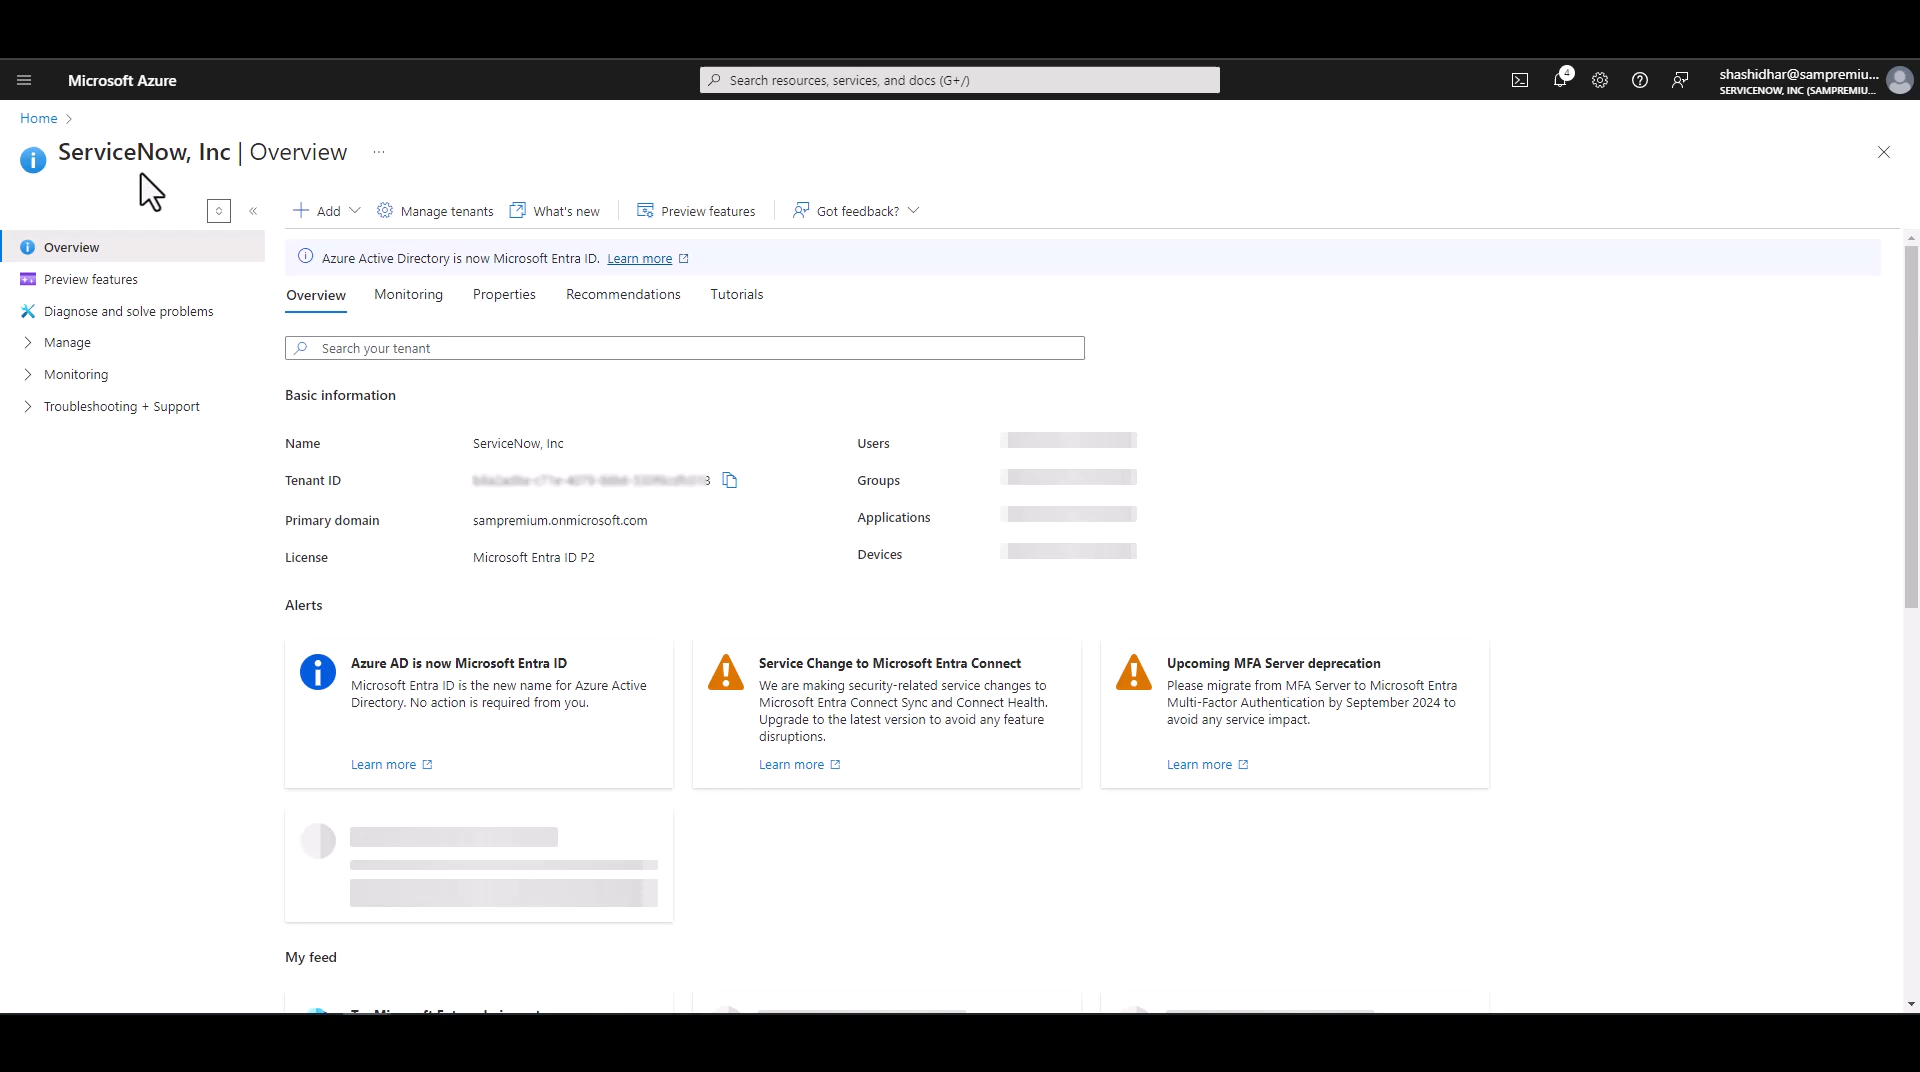 Microsoft Azure
Search resources, services, and docs (G+/)
4
shashidhar@sampremiu...
SERVICENOW, INC (SAMPREMIU...
Home
ServiceNow, Inc | Overview
...
Add
Manage tenants
What's new
Preview features
Got feedback?
Overview
Preview features
Diagnose and solve problems
Manage
Monitoring
Troubleshooting + Support
Azure Active Directory is now Microsoft Entra ID. Learn more
Overview
Monitoring
Properties
Recommendations
Tutorials
Search your tenant
Basic information
Name
ServiceNow, Inc
Users
Tenant ID
Groups
Primary domain
sampremium.onmicrosoft.com
Applications
License
Microsoft Entra ID P2
Devices
Alerts
Azure AD is now Microsoft Entra ID
Microsoft Entra ID is the new name for Azure Active
Directory. No action is required from you.
Learn more
Service Change to Microsoft Entra Connect
We are making security-related service changes to
Microsoft Entra Connect Sync and Connect Health.
Upgrade to the latest version to avoid any feature
disruptions.
Learn more
Upcoming MFA Server deprecation
Please migrate from MFA Server to Microsoft Entra
Multi-Factor Authentication by September 2024 to
avoid any service impact.
Learn more
My feed